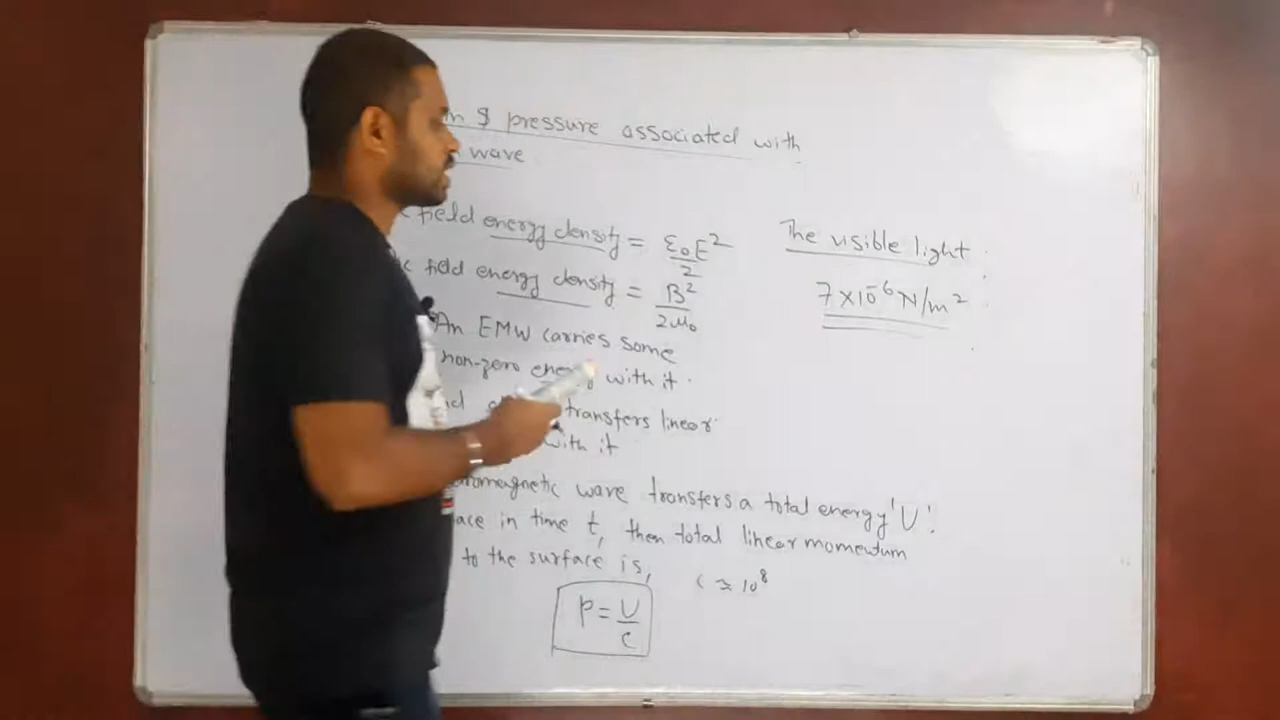 $ pressure associated with
wave
field energy density = ε₀E²/2
field energy density = B²/2μ₀
An EMW carries some
non-zero energy with it.
transfers linear
with it
wave transfers a total energy 'U'.
in time t, then total linear momentum
to the surface is,
P = U/c
C ≈ 10⁸
The visible light
7×10⁻⁶ N/m²